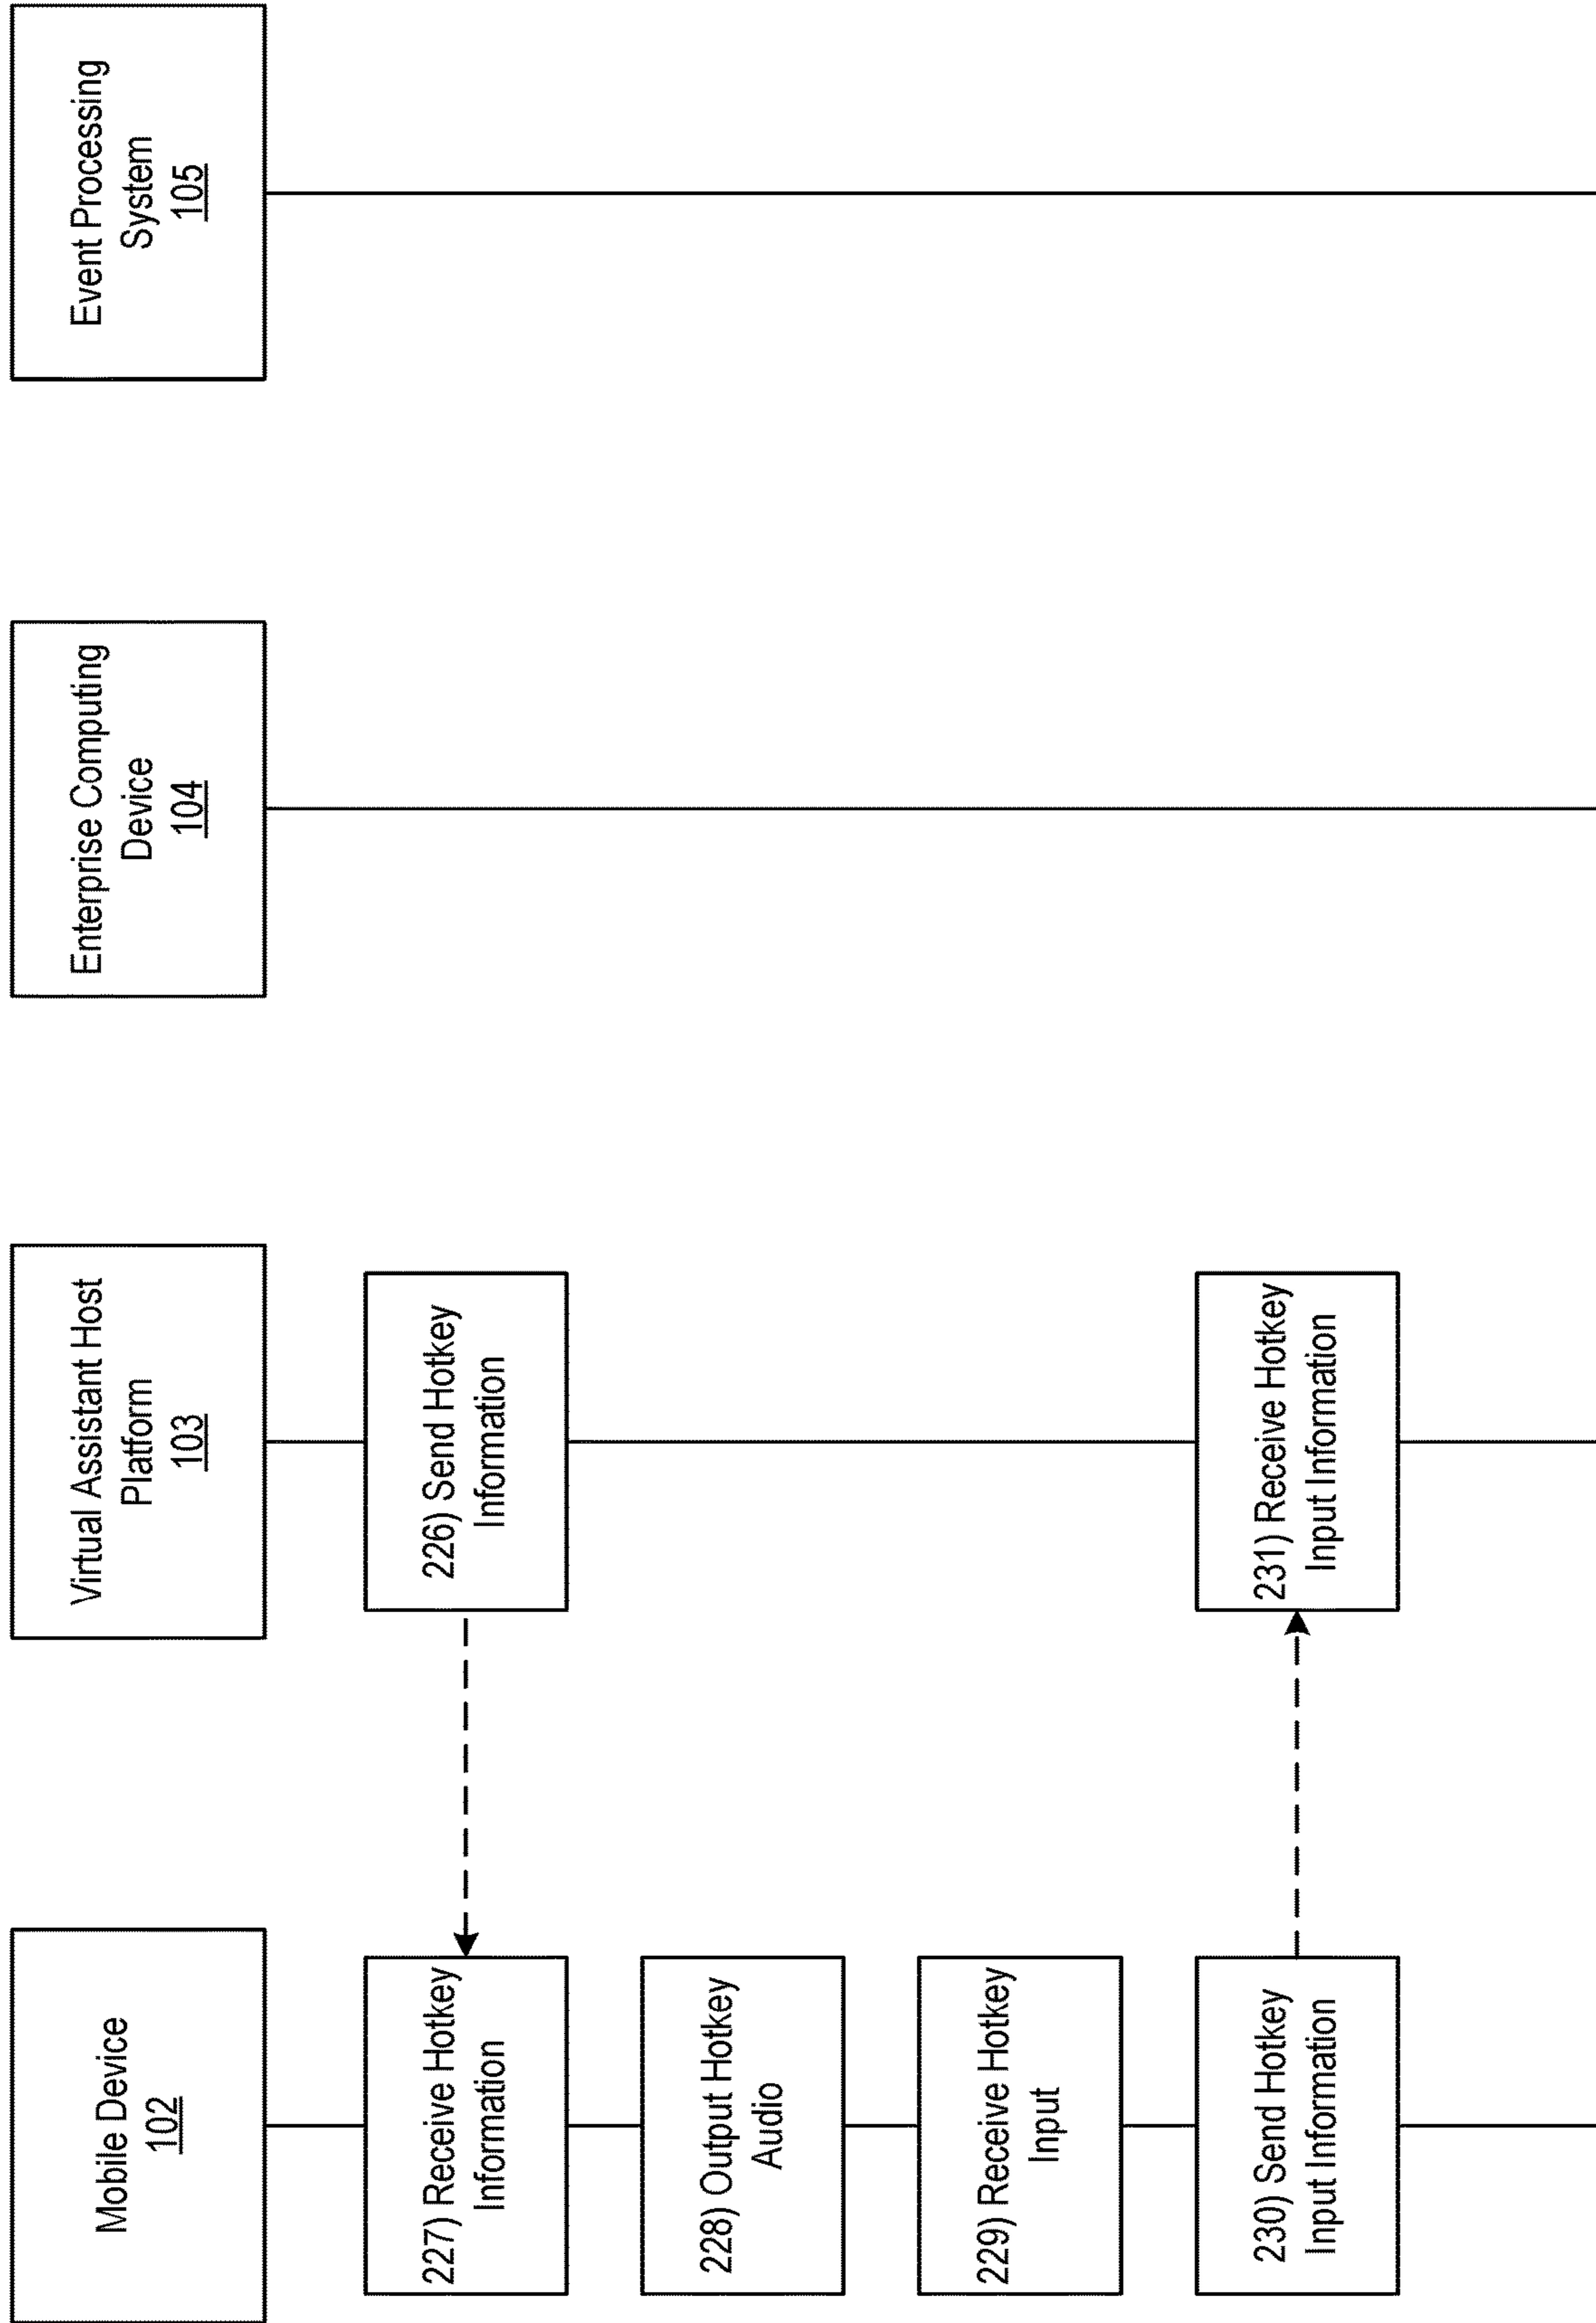 Mobile Device
102
Virtual Assistant Host
Platform
103
Enterprise Computing
Device
104
Event Processing
System
105
227) Receive Hotkey
Information
226) Send Hotkey
Information
228) Output Hotkey
Audio
229) Receive Hotkey
Input
230) Send Hotkey
Input Information
231) Receive Hotkey
Input Information